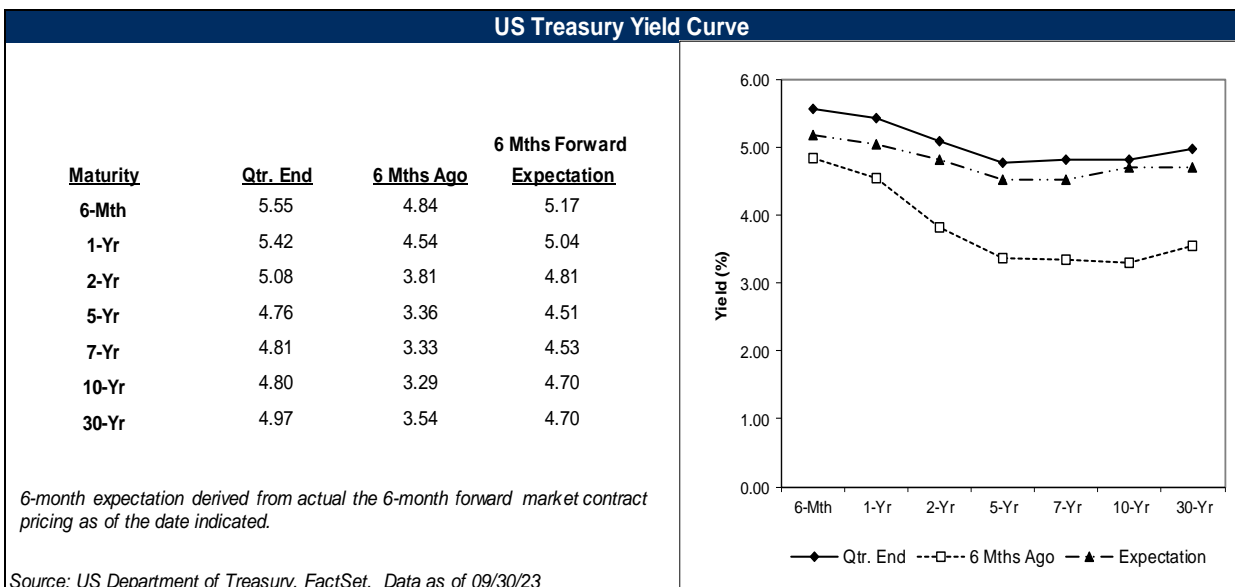 US Treasury Yield Curve
6 Mths Forward
Maturity Qtr. End 6 Mths Ago Expectation
6-Mth 5.55 4.84 5.17
1-Yr 5.42 4.54 5.04
2-Yr 5.08 3.81 4.81
5-Yr 4.76 3.36 4.51
7-Yr 4.81 3.33 4.53
10-Yr 4.80 3.29 4.70
30-Yr 4.97 3.54 4.70
6-month expectation derived from actual the 6-month forward market contract
pricing as of the date indicated.
Source: US Department of Treasury, FactSet. Data as of 09/30/23
Yield (%)
6.00
5.00
4.00
3.00
2.00
1.00
0.00
6-Mth 1-Yr 2-Yr 5-Yr 7-Yr 10-Yr 30-Yr
Qtr. End 6 Mths Ago Expectation